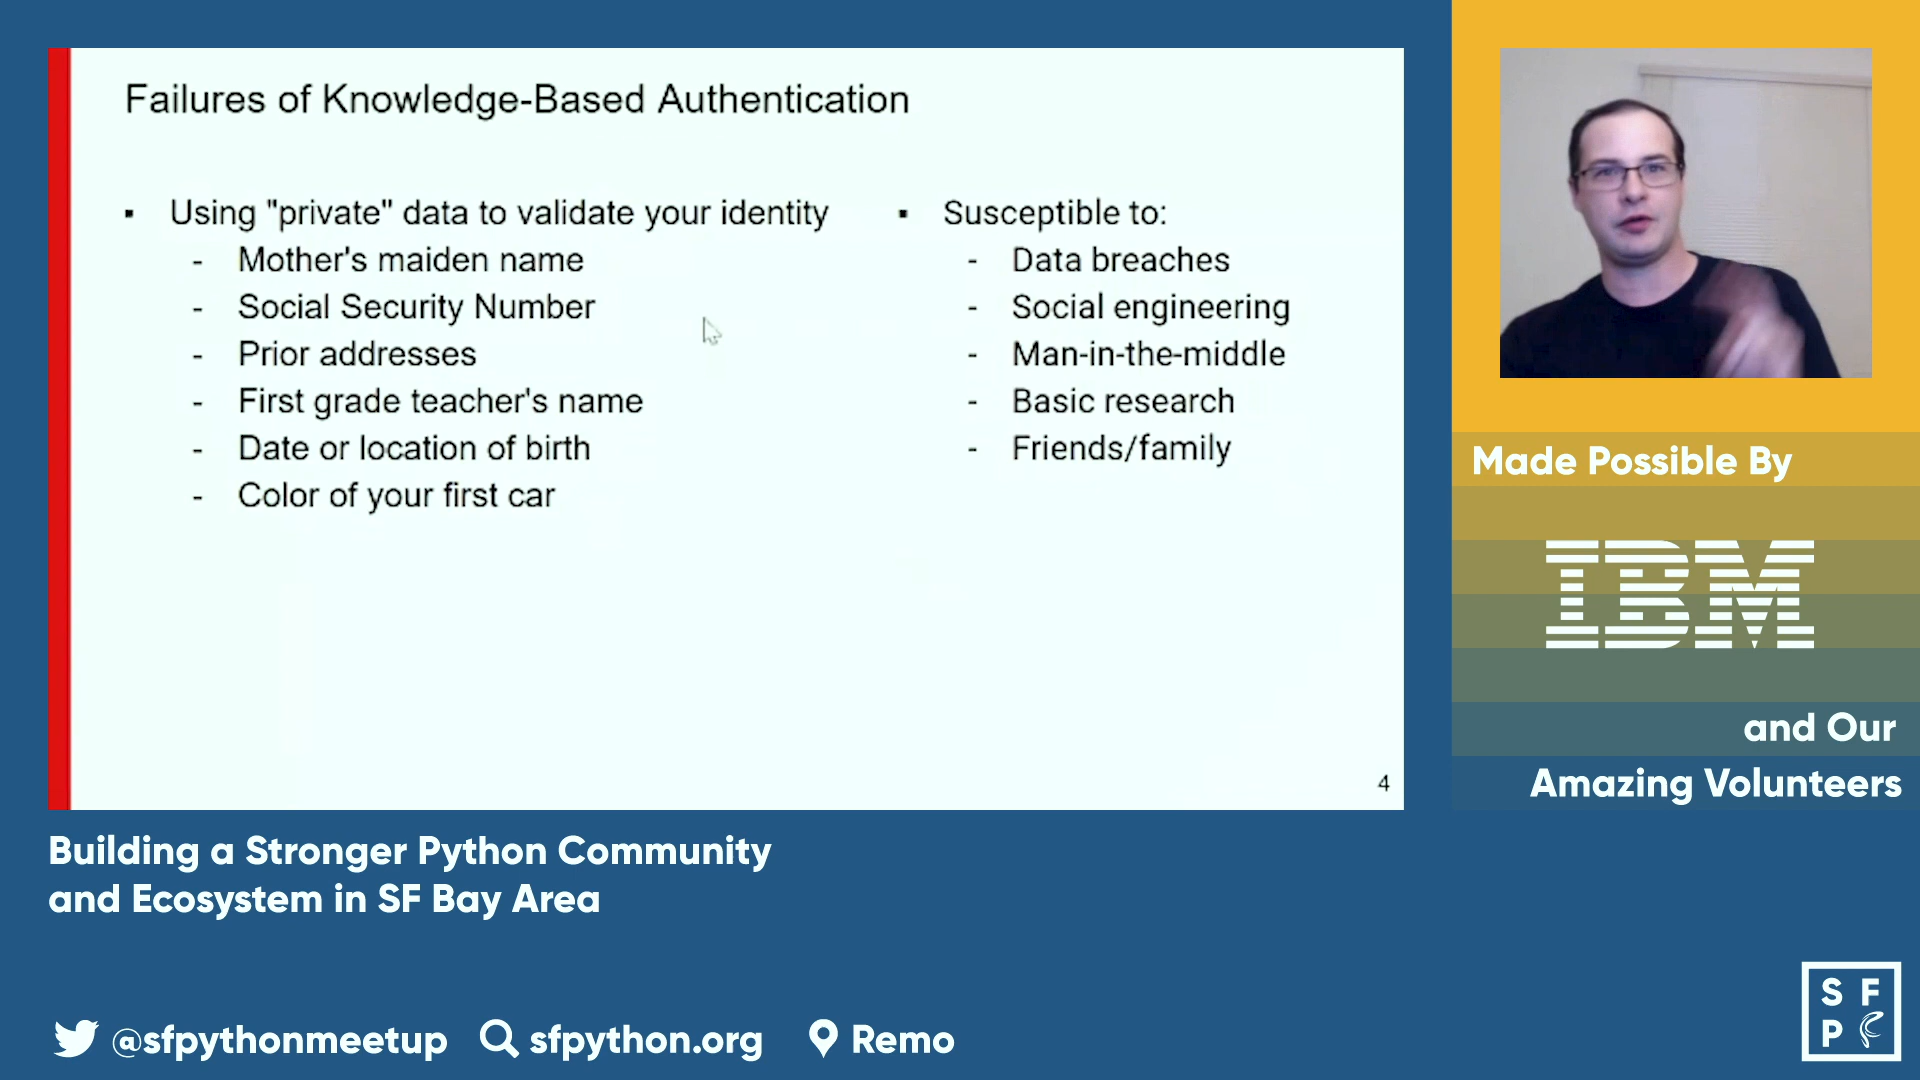 Failures of Knowledge-Based Authentication
▪ Using "private" data to validate your identity
- Mother's maiden name
- Social Security Number
- Prior addresses
- First grade teacher's name
- Date or location of birth
- Color of your first car
▪ Susceptible to:
- Data breaches
- Social engineering
- Man-in-the-middle
- Basic research
- Friends/family
4
Made Possible By
IBM
and Our
Amazing Volunteers
Building a Stronger Python Community
and Ecosystem in SF Bay Area
@sfpythonmeetup
sfpython.org
Remo
S F
P